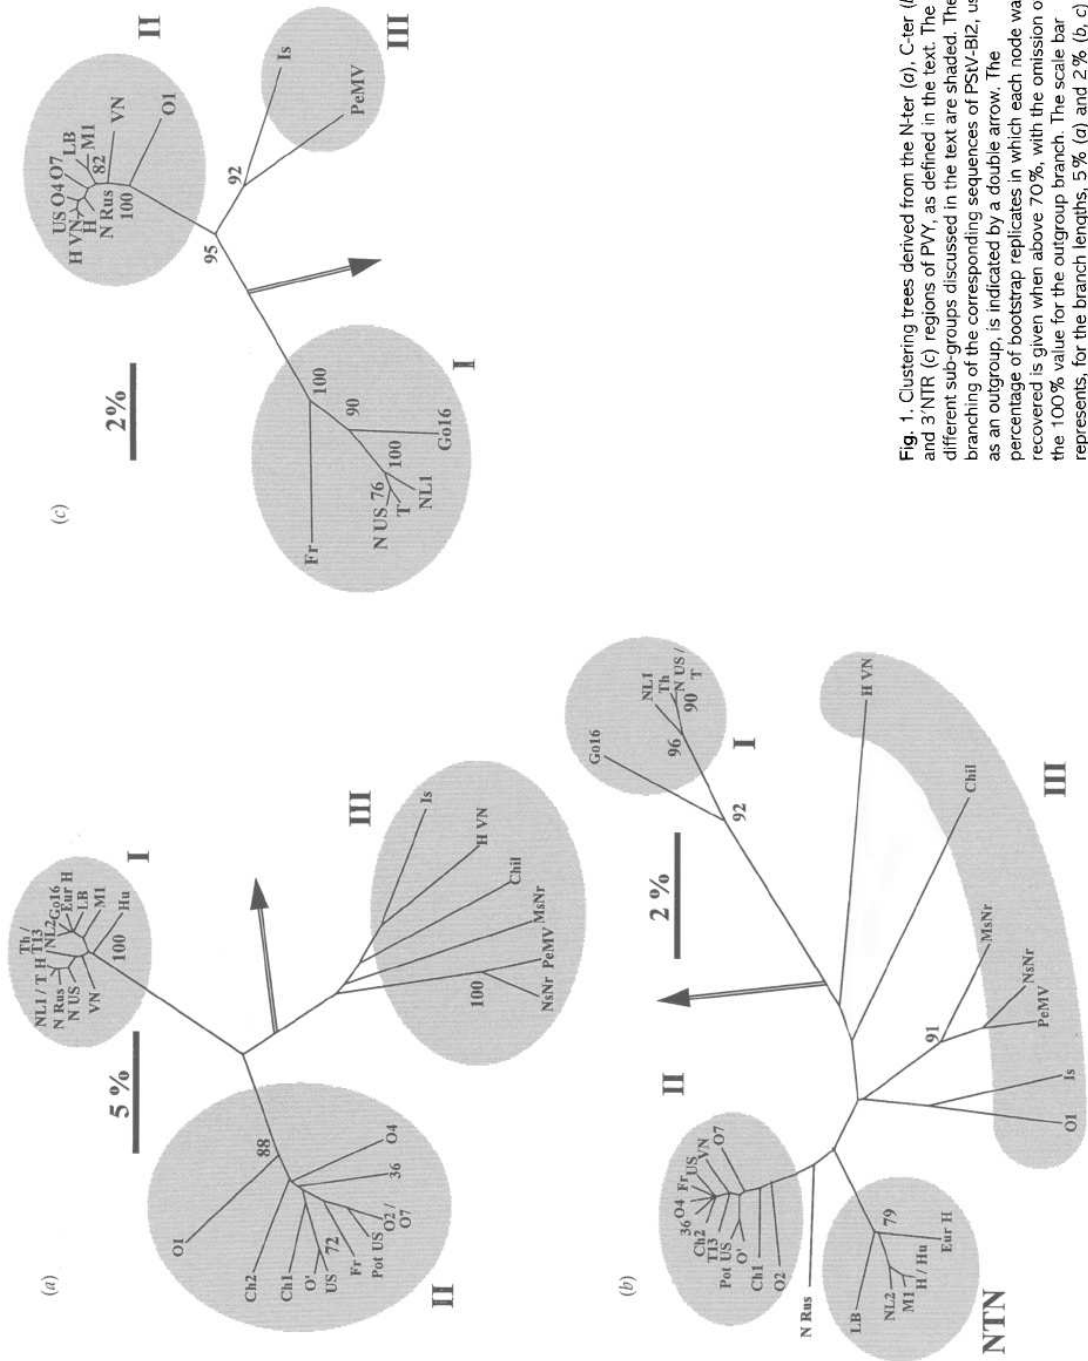 (a)
5 %
I
NL1 / T
H
Th /
T13
N Rus
N US
VN
NL2
Go16
Eur H
LB
M1
Hu
100
II
O1
88
Ch2
Ch1
O'
US
72
Fr
Pot US
O2 /
O7
36
O4
III
Is
H VN
Chil
MsNr
PeMV
NsNr
100
(b)
2 %
I
Go16
NL1
Th
N US /
T
96
90
92
II
36
O4
Fr
US
VN
O7
Ch2
T13
Pot US
O'
Ch1
O2
N Rus
NTN
LB
NL2
M1
H / Hu
Eur H
79
III
H VN
Chil
MsNr
NsNr
PeMV
91
Is
O1
(c)
2%
I
Fr
100
90
N US
76
T
100
NL1
Go16
95
II
US
O4
O7
H VN
H
LB
M1
82
N Rus
VN
100
O1
III
92
Is
PeMV
Fig. 1. Clustering trees derived from the N-ter (a), C-ter (b
and 3′NTR (c) regions of PVY, as defined in the text. The
different sub-groups discussed in the text are shaded. The
branching of the corresponding sequences of PStV-Bl2, us
as an outgroup, is indicated by a double arrow. The
percentage of bootstrap replicates in which each node wa
recovered is given when above 70%, with the omission o
the 100% value for the outgroup branch. The scale bar
represents, for the branch lengths, 5% (a) and 2% (b, c)